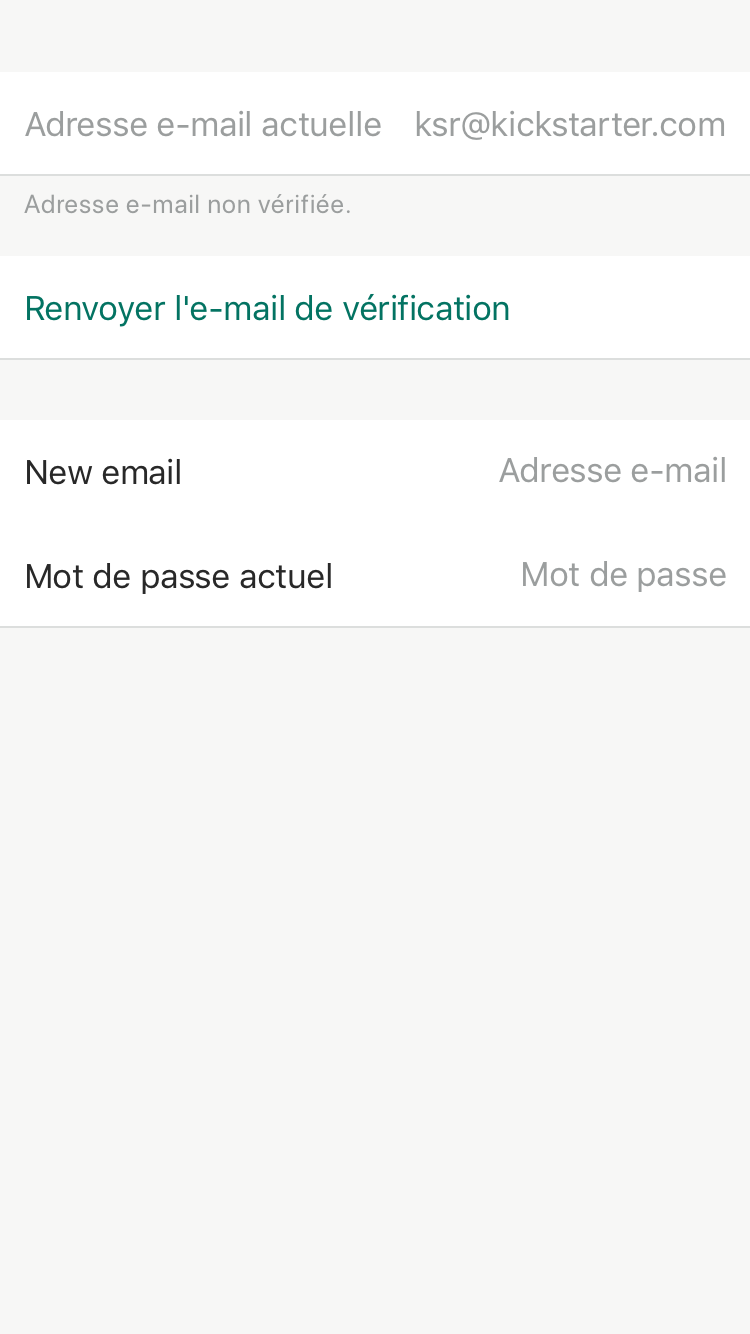 Adresse e-mail actuelle ksr@kickstarter.com
Adresse e-mail non vérifiée.
Renvoyer l'e-mail de vérification
New email Adresse e-mail
Mot de passe actuel Mot de passe